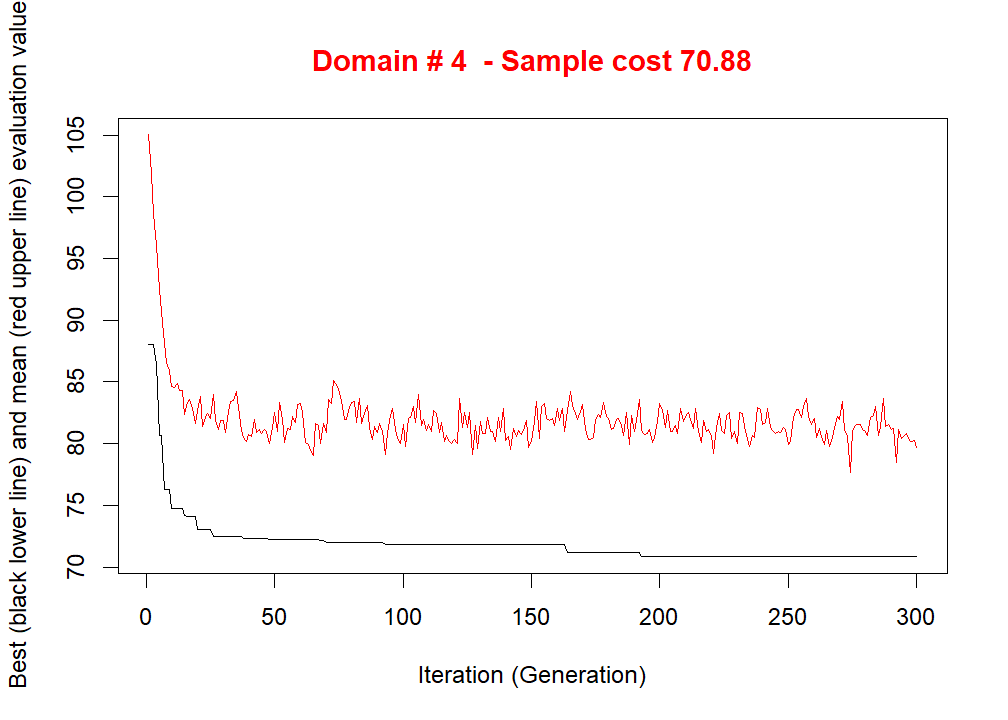 Domain # 4  - Sample cost 70.88
Best (black lower line) and mean (red upper line) evaluation value
105
100
95
90
85
80
75
70
0 50 100 150 200 250 300
Iteration (Generation)